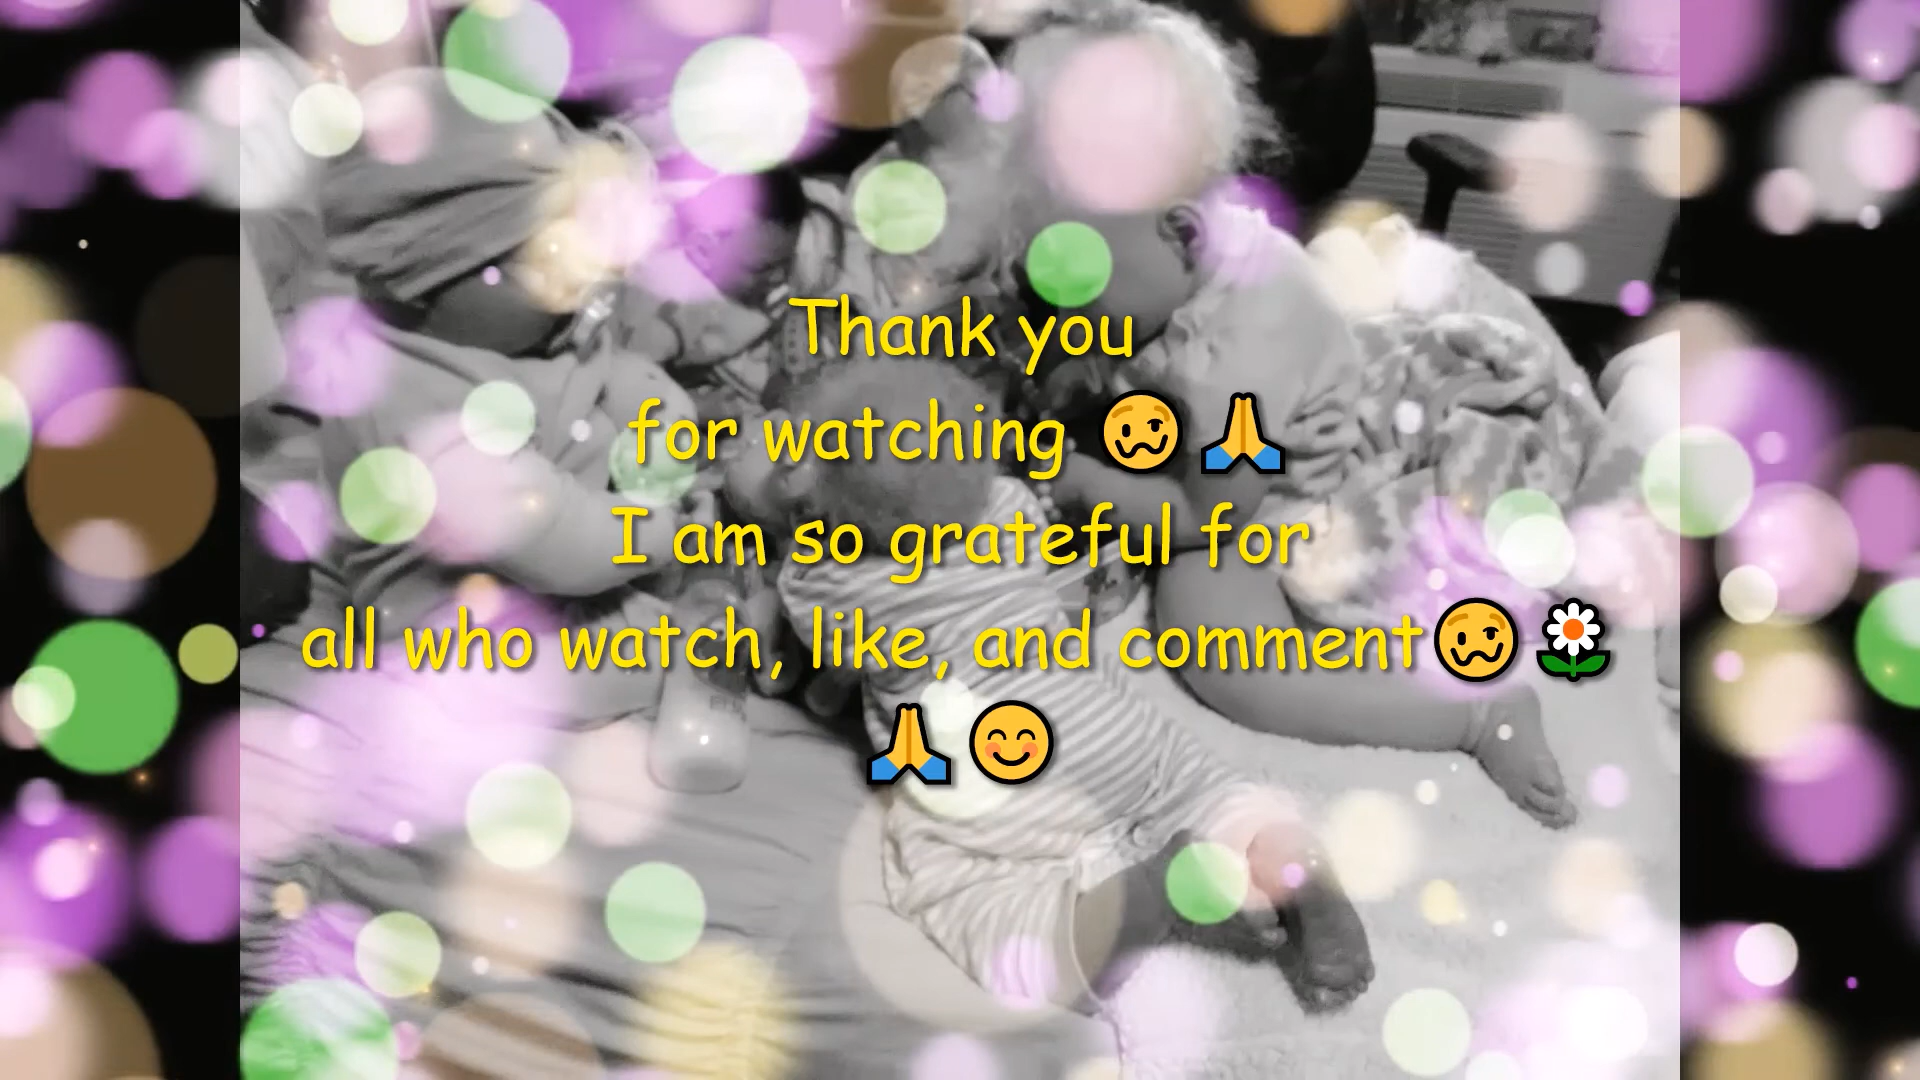 Thank you
for watching 🥴🙏
I am so grateful for
all who watch, like, and comment🥴🌼
🙏😊